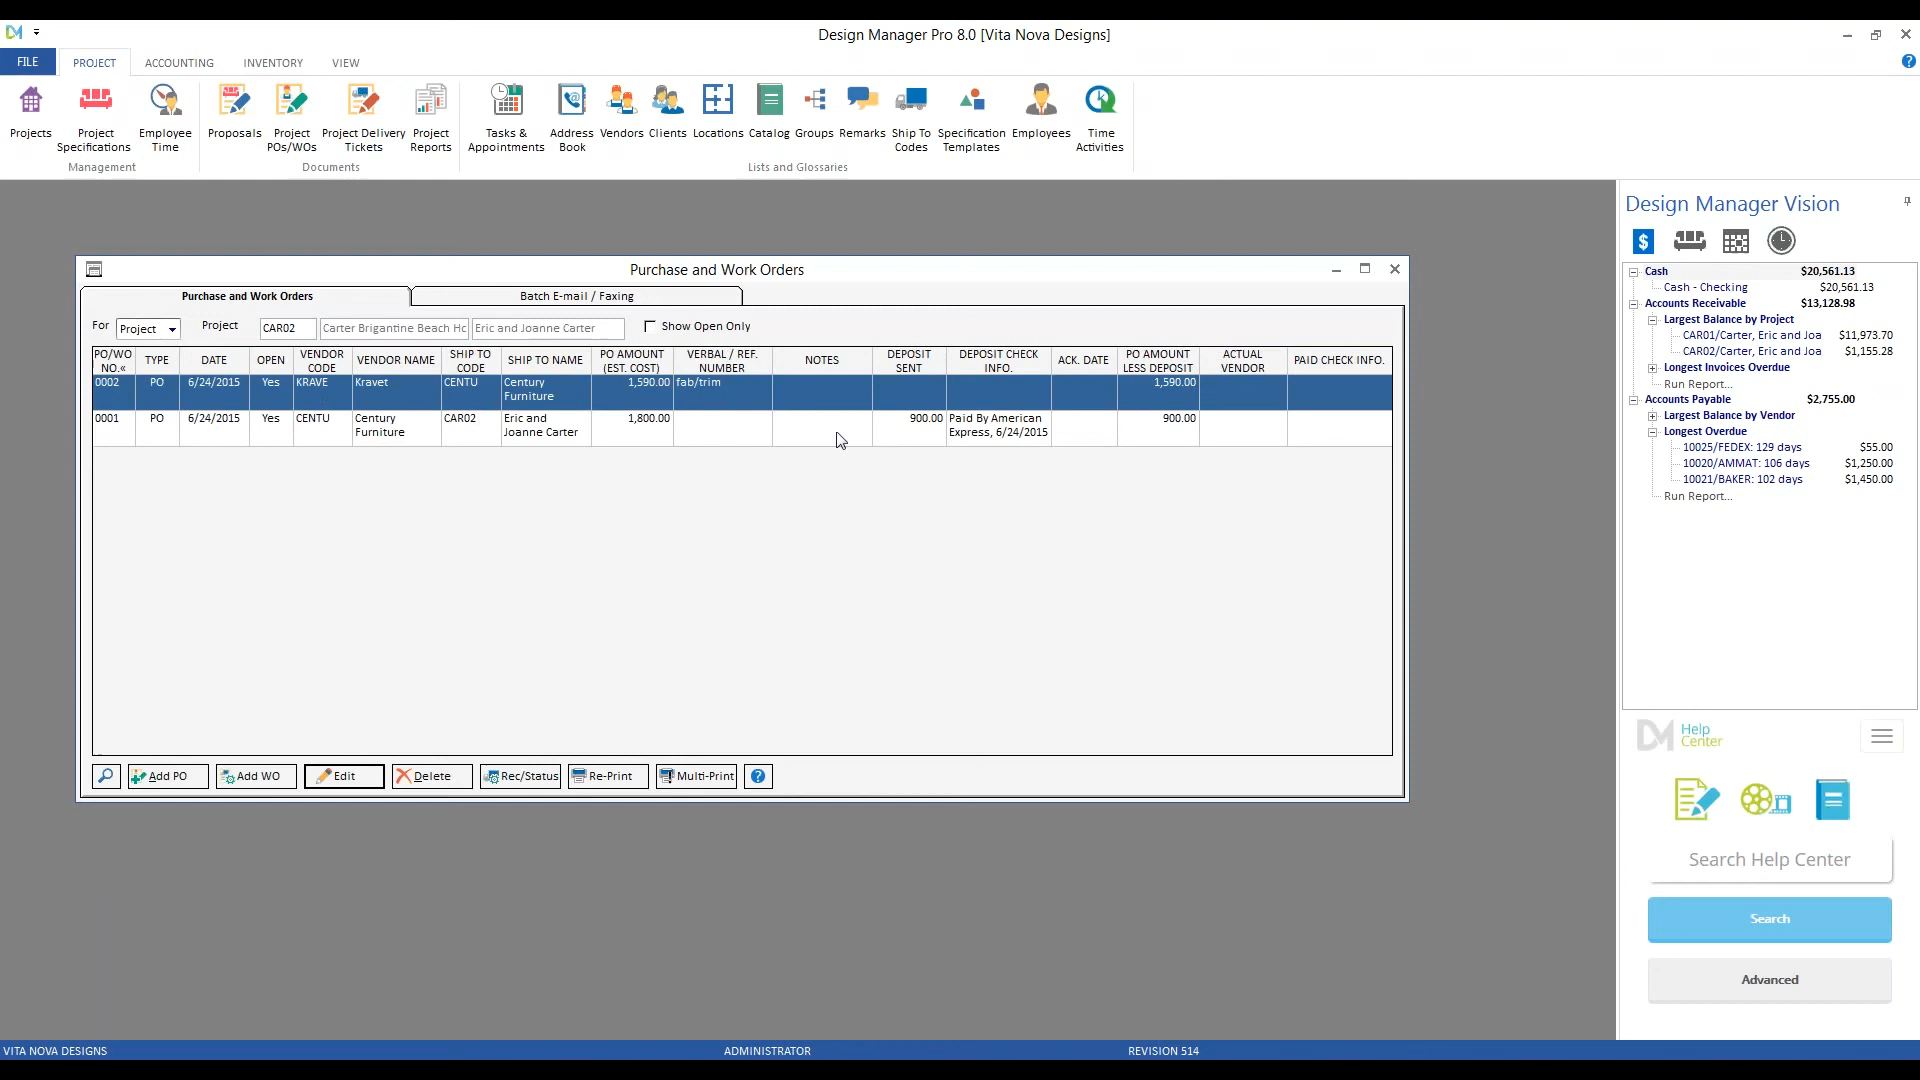 Design Manager Pro 8.0 [Vita Nova Designs]
FILE PROJECT ACCOUNTING INVENTORY VIEW
Projects
Project Specifications
Employee Time
Proposals
Project POs/WOs
Project Delivery Tickets
Project Reports
Tasks & Appointments
Address Book
Vendors
Clients
Locations
Catalog
Groups
Remarks
Ship To Codes
Specification Templates
Employees
Time Activities
Management
Documents
Lists and Glossaries
Purchase and Work Orders
Purchase and Work Orders
Batch E-mail / Faxing
For Project Project CAR02 Carter Brigantine Beach Hc Eric and Joanne Carter Show Open Only
PO/WO NO.« TYPE DATE OPEN VENDOR CODE VENDOR NAME SHIP TO CODE SHIP TO NAME PO AMOUNT (EST. COST) VERBAL / REF. NUMBER NOTES DEPOSIT SENT DEPOSIT CHECK INFO. ACK. DATE PO AMOUNT LESS DEPOSIT ACTUAL VENDOR PAID CHECK INFO.
0002 PO 6/24/2015 Yes KRAVE Kravet CENTU Century Furniture 1,590.00 fab/trim 1,590.00
0001 PO 6/24/2015 Yes CENTU Century Furniture CAR02 Eric and Joanne Carter 1,800.00 900.00 Paid By American Express, 6/24/2015 900.00
Add PO Add WO Edit Delete Rec/Status Re-Print Multi-Print
Design Manager Vision
Cash $20,561.13
Cash - Checking $20,561.13
Accounts Receivable $13,128.98
Largest Balance by Project
CAR01/Carter, Eric and Joa $11,973.70
CAR02/Carter, Eric and Joa $1,155.28
Longest Invoices Overdue
Run Report...
Accounts Payable $2,755.00
Largest Balance by Vendor
Longest Overdue
10025/FEDEX: 129 days $55.00
10020/AMMAT: 106 days $1,250.00
10021/BAKER: 102 days $1,450.00
Run Report...
DM Help Center
Search Help Center
Search
Advanced
VITA NOVA DESIGNS ADMINISTRATOR REVISION 514